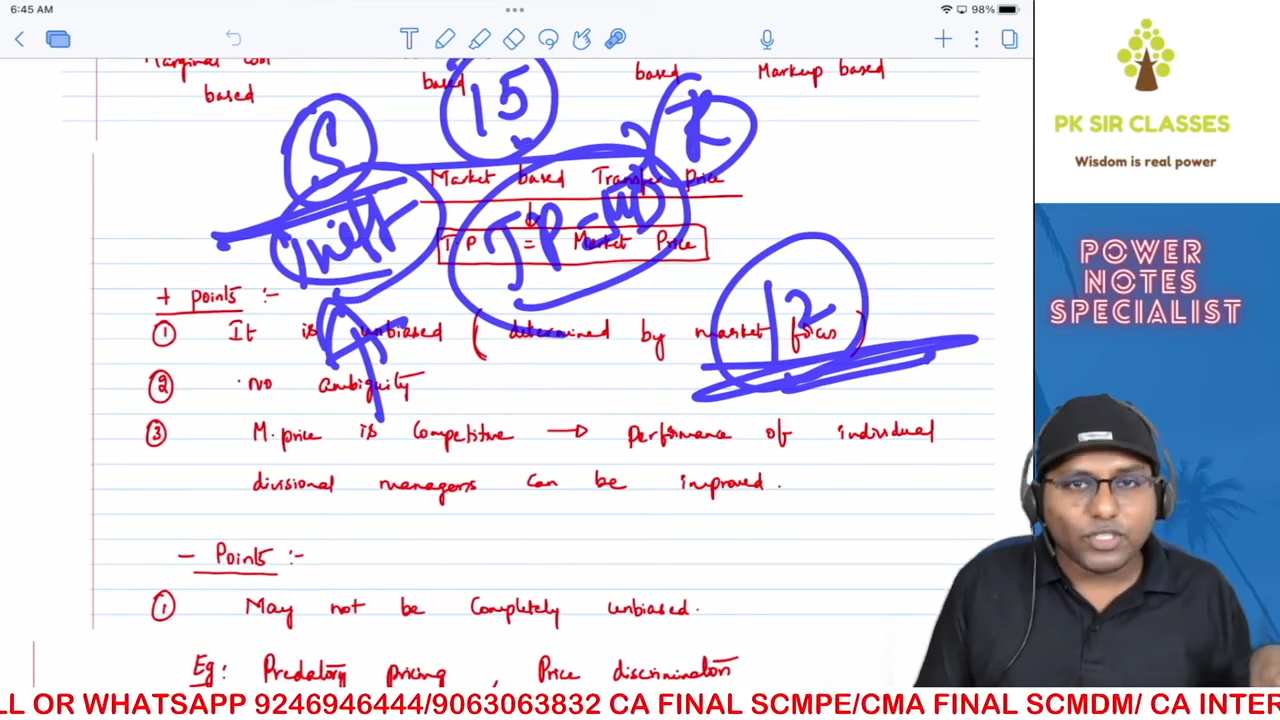 6:45 AM
98%
Marginal cost
based
based
based
Markup based
S
15
R
Market based Transfer price
T.P = Market Price
T.P = MP
Ineff
12
+ points :-
① It is unbiased ( determined by market focus )
② no ambiguity
③ M. price is competitive → Performance of individual
divisional managers can be improved.
- Points :-
① May not be Completely unbiased.
Eg: Predatory pricing , Price discrimination
PK SIR CLASSES
Wisdom is real power
POWER
NOTES
SPECIALIST
LL OR WHATSAPP 9246946444/9063063832 CA FINAL SCMPE/CMA FINAL SCMDM/ CA INTER